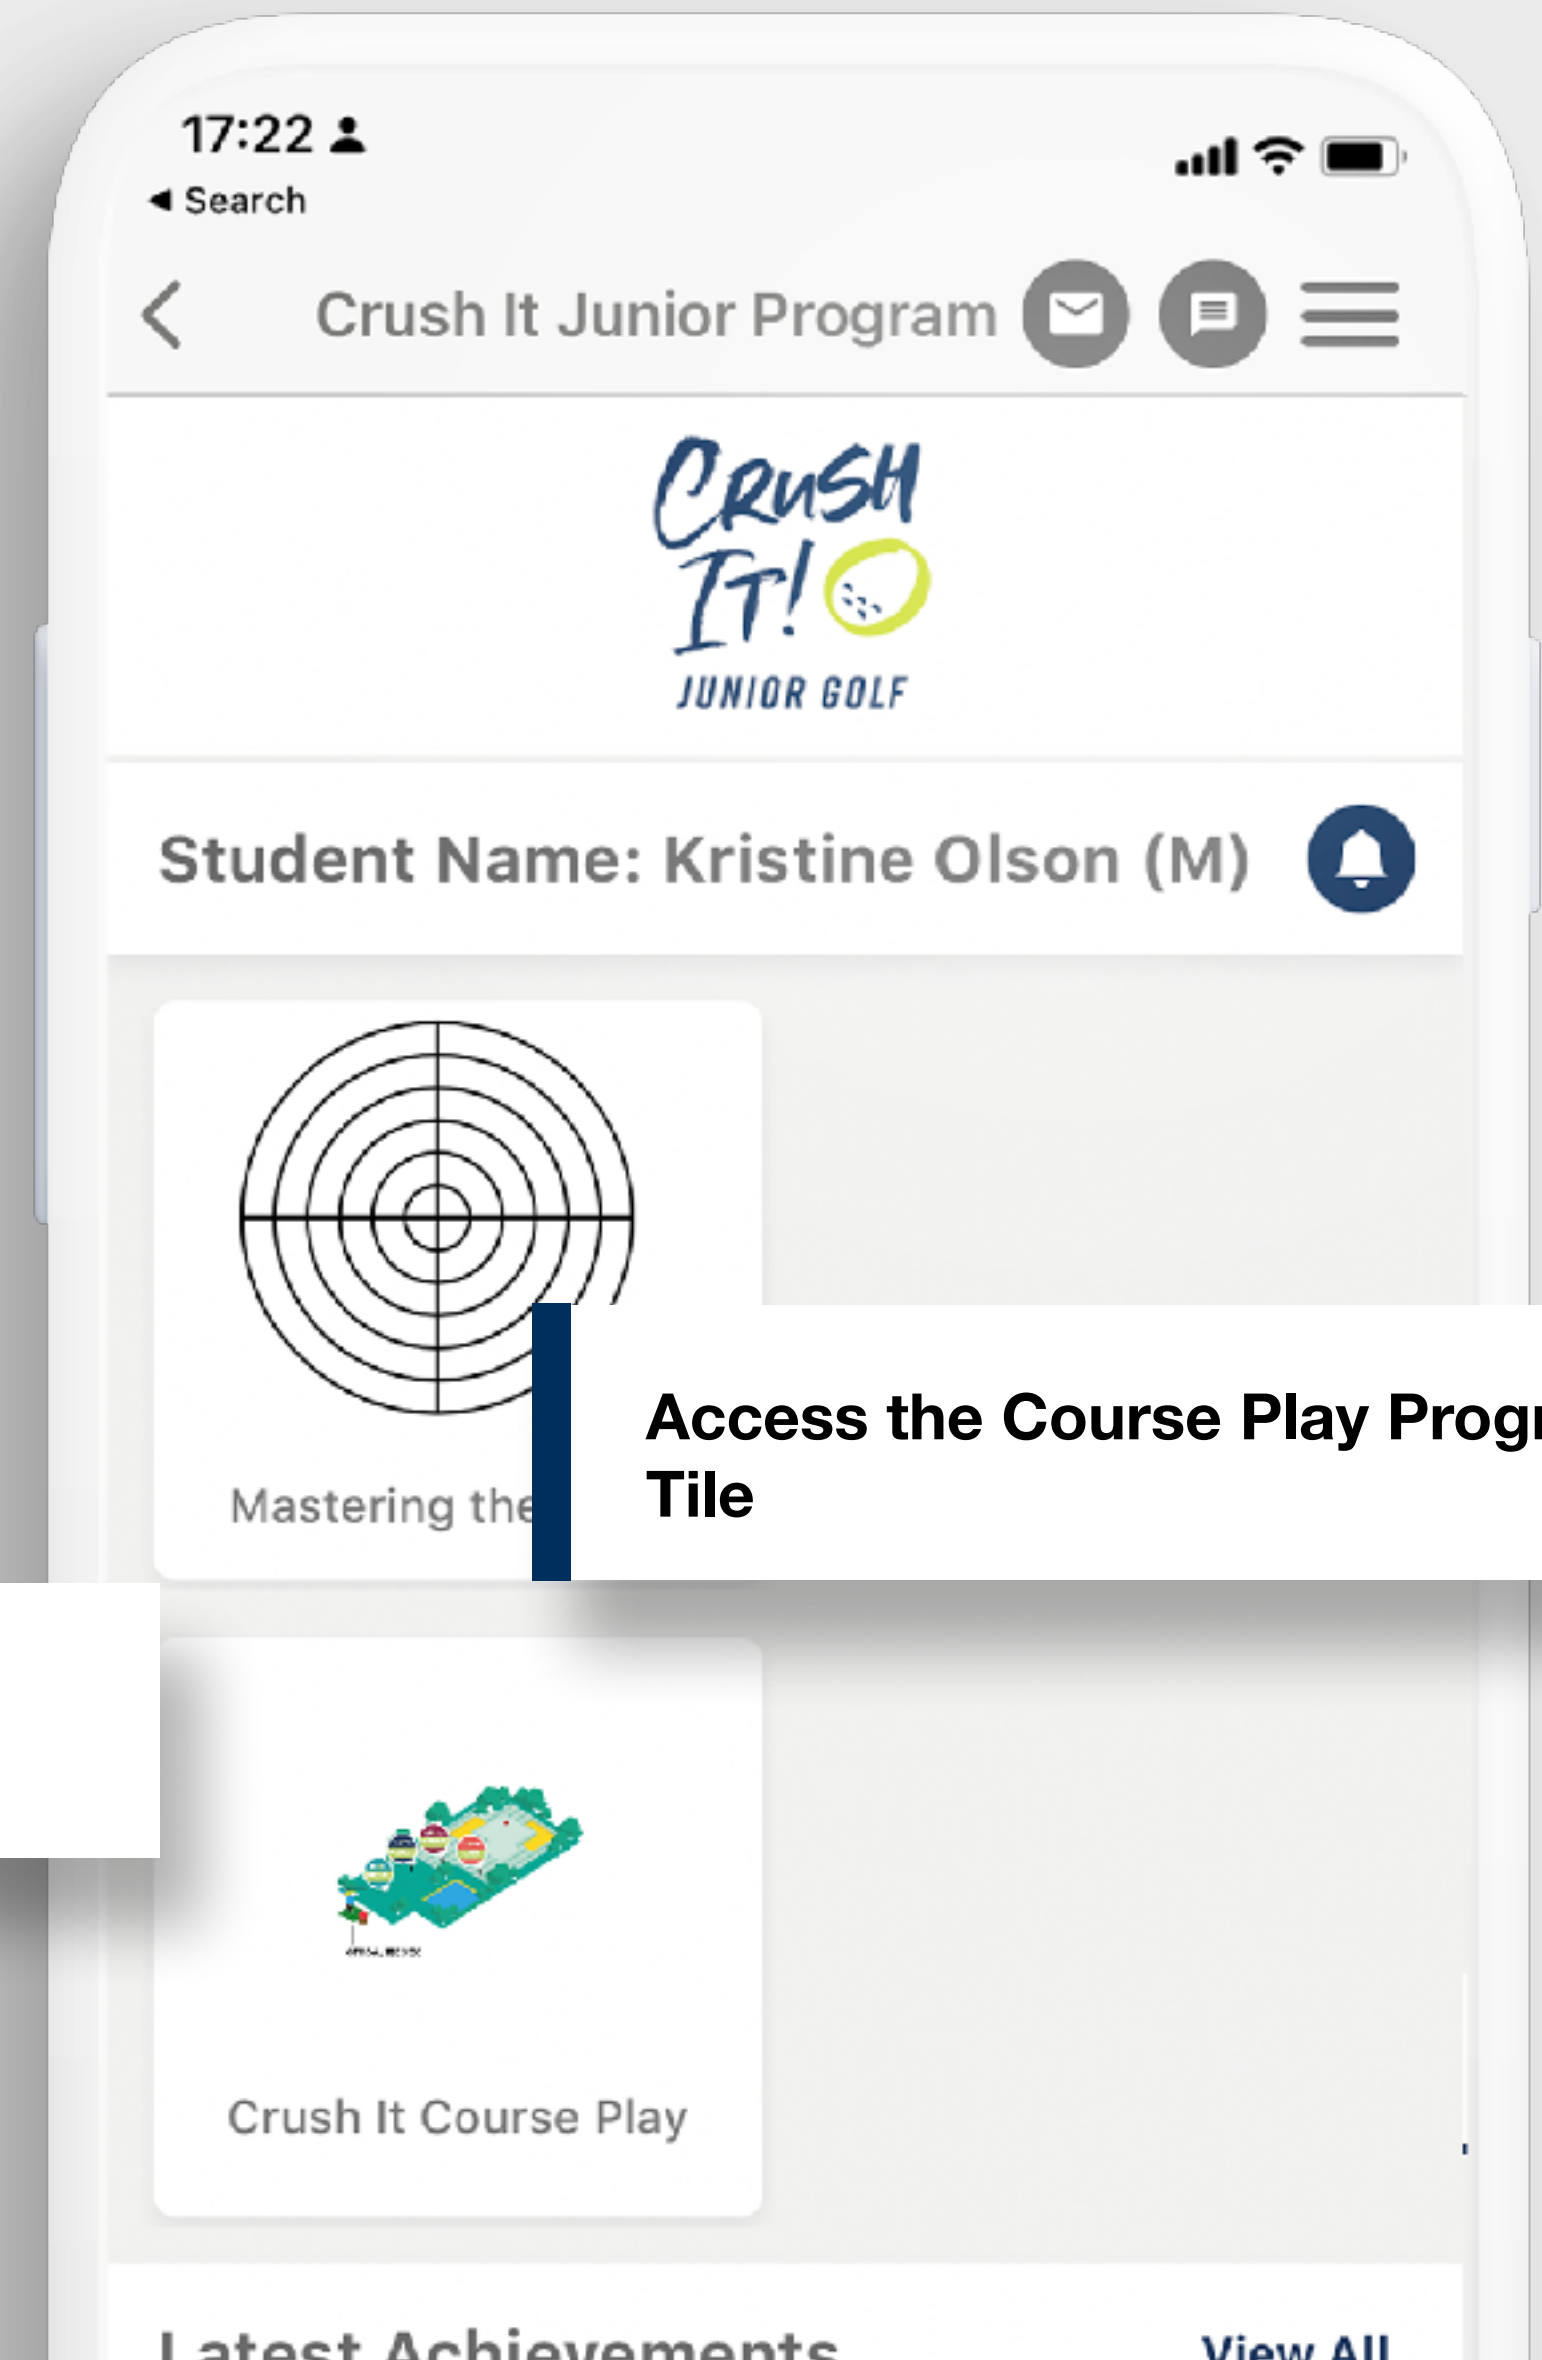 17:22
Search
Crush It Junior Program
CRUSH
IT!
JUNIOR GOLF
Student Name: Kristine Olson (M)
Mastering the
Access the Course Play Progr
Tile
Crush It Course Play
Latest Achievements
View All